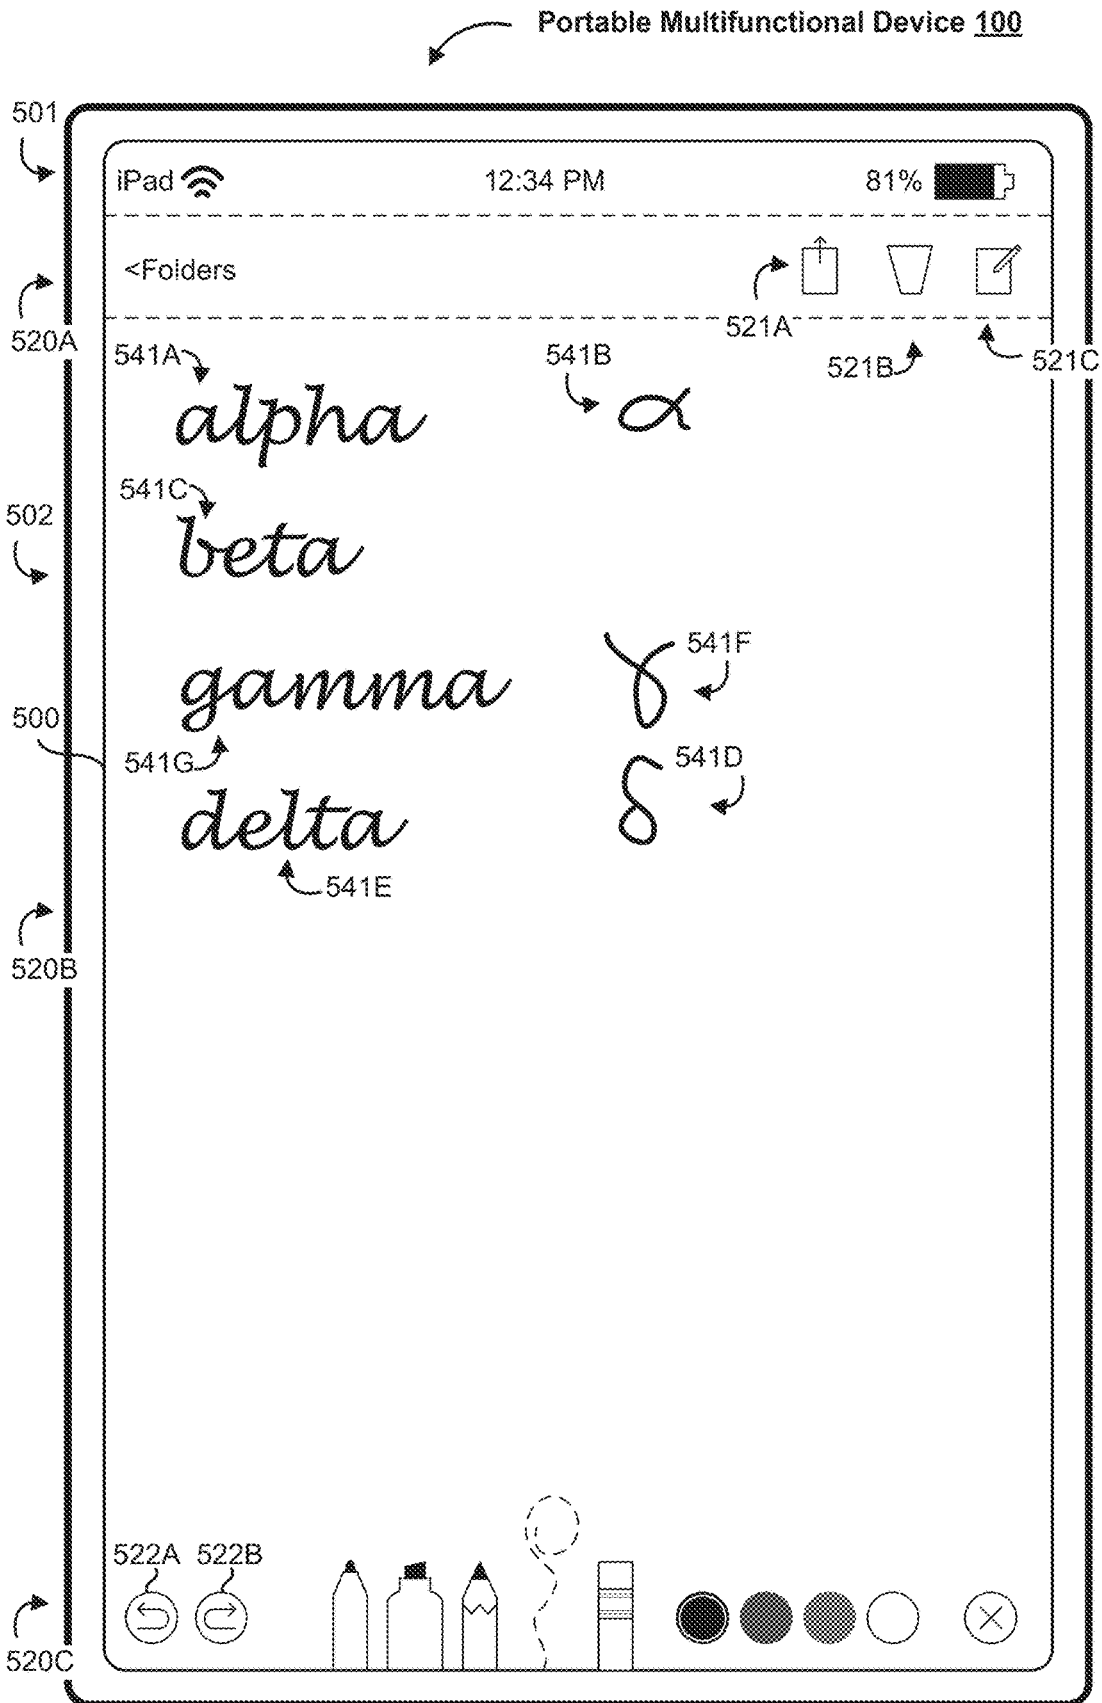 Portable Multifunctional Device 100
501
iPad 12:34 PM 81%
<Folders
520A 521A
541A 541B 521B 521C
alpha α
541C
502
beta
541F
gamma γ
500
541G 541D
delta δ
541E
520B
522A 522B
520C